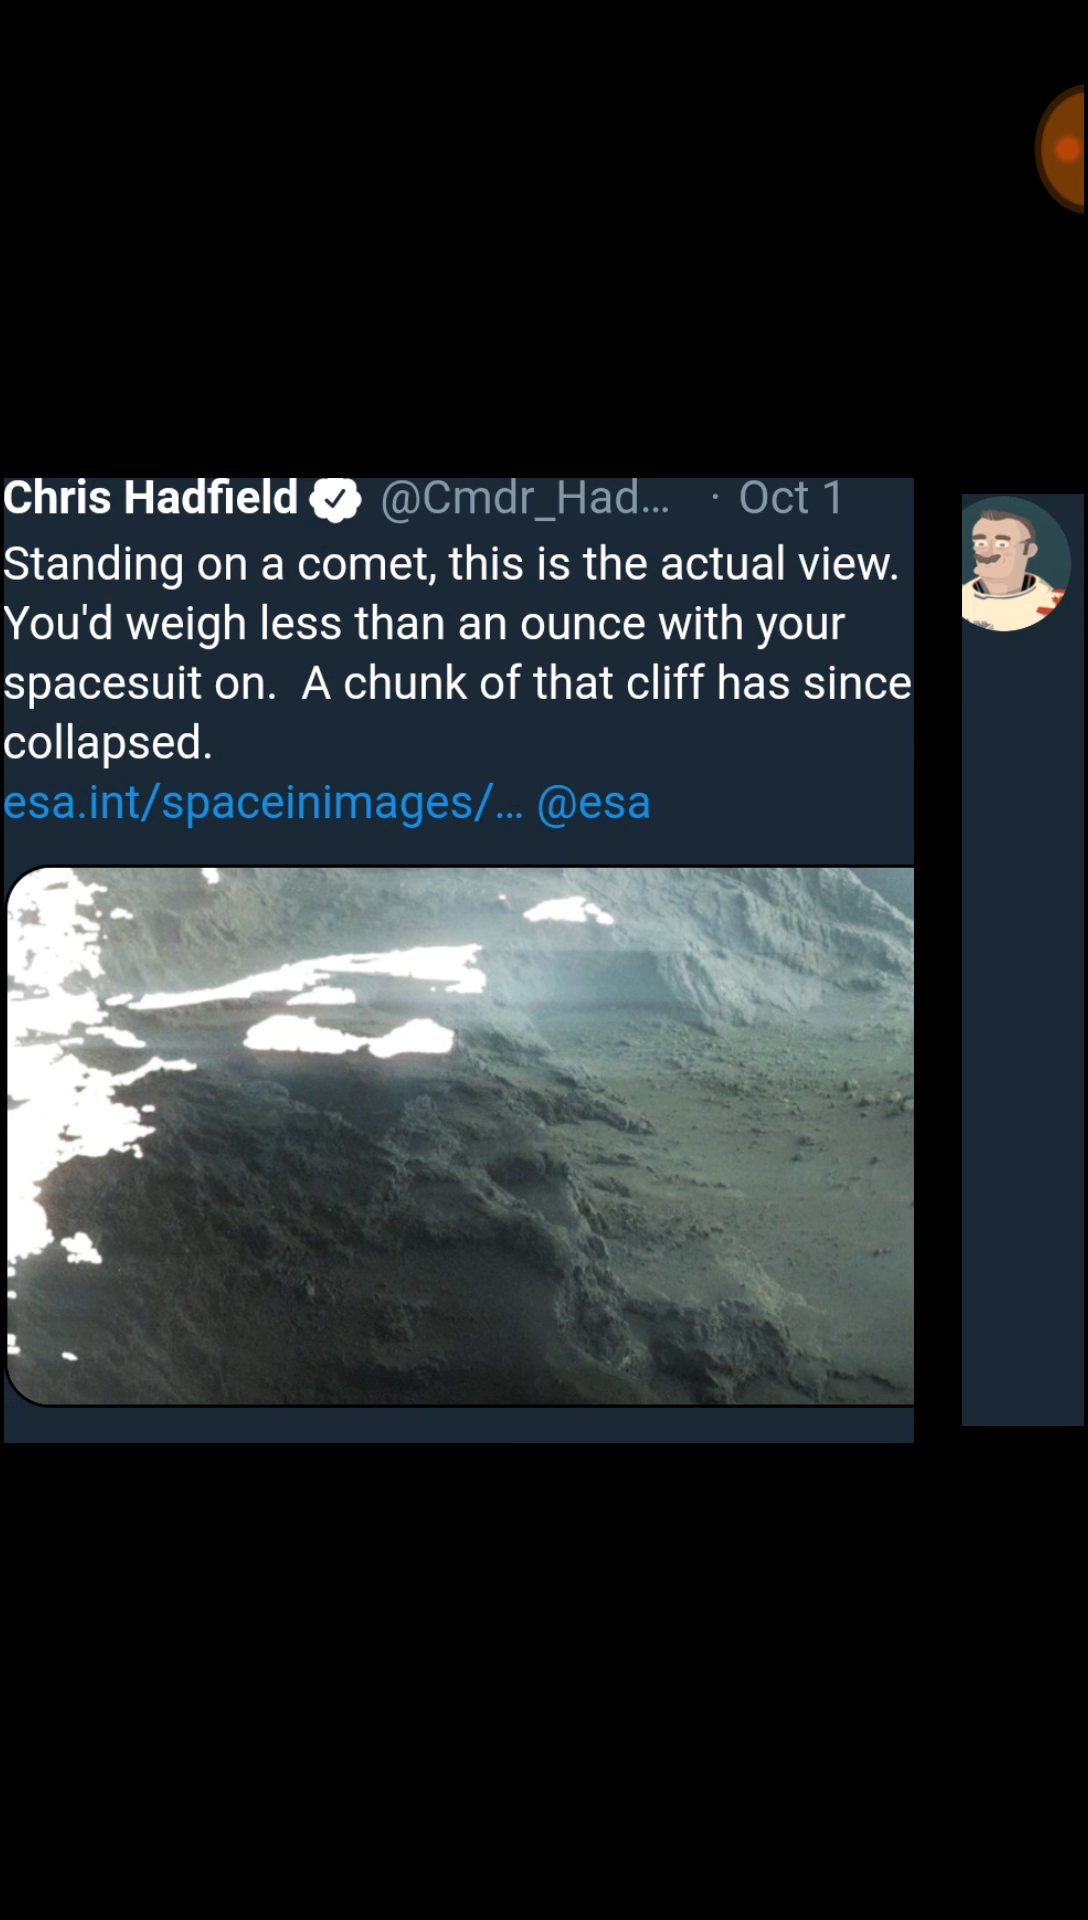 Chris Hadfield @Cmdr_Had… · Oct 1
Standing on a comet, this is the actual view.
You'd weigh less than an ounce with your
spacesuit on.  A chunk of that cliff has since
collapsed.
esa.int/spaceinimages/… @esa